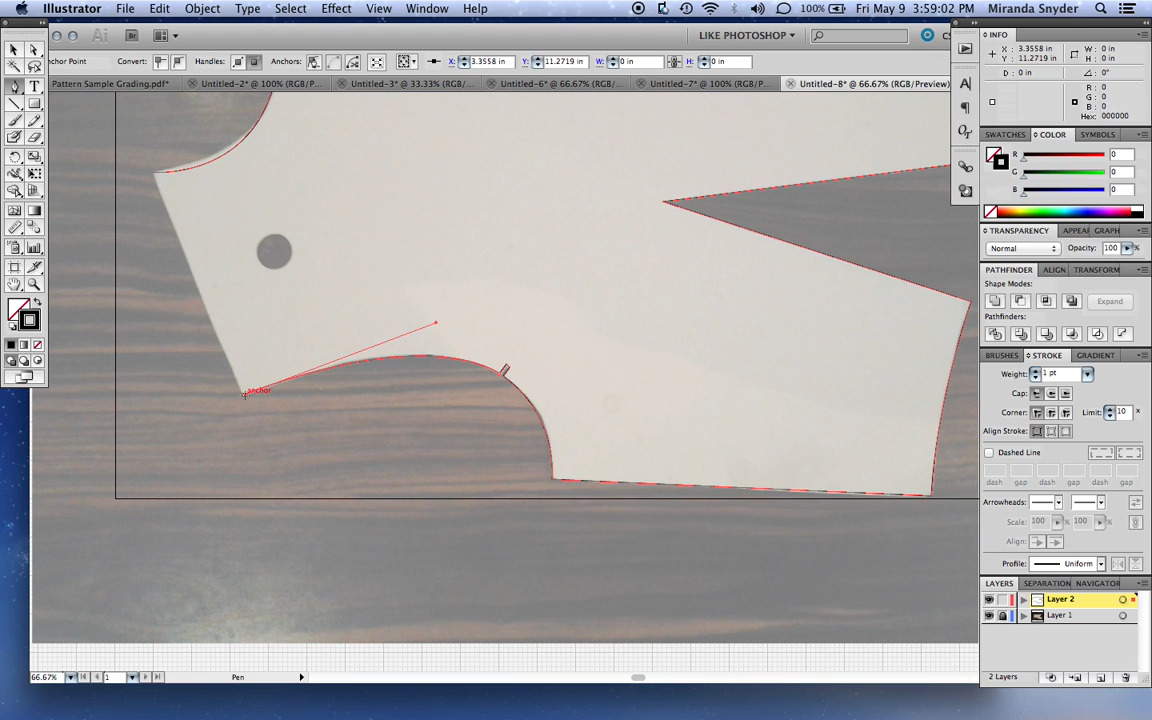 Illustrator File Edit Object Type Select Effect View Window Help 100% Fri May 9 3:59:02 PM Miranda Snyder
Ai Br LIKE PHOTOSHOP CS
chor Point Convert: Handles: Anchors: X: 3.3558 in Y: 11.2719 in W: 0 in H: 0 in
Pattern Sample Grading.pdf* Untitled-2* @ 100% (RGB/P... Untitled-3* @ 33.33% (RGB/... Untitled-6* @ 66.67% (RGB/... Untitled-7* @ 100% (RGB/P... Untitled-8* @ 66.67% (RGB/Preview)
INFO
X : 3.3558 in
Y : 11.2719 in
W: 0 in
H: 0 in
D : 0 in
R : 0
G : 0
B : 0
Hex: 000000
SWATCHES COLOR SYMBOLS
R 0
G 0
B 0
TRANSPARENCY APPEAR GRAPH
Normal Opacity: 100 %
PATHFINDER ALIGN TRANSFORM
Shape Modes:
Expand
Pathfinders:
BRUSHES STROKE GRADIENT
Weight: 1 pt
Cap:
Corner: Limit: 10 x
Align Stroke:
Dashed Line
dash gap dash gap dash gap
Arrowheads:
Scale: 100 % 100 %
Align:
Profile: Uniform
LAYERS SEPARATION NAVIGATOR
Layer 2
Layer 1
2 Layers
anchor
66.67% 1 Pen